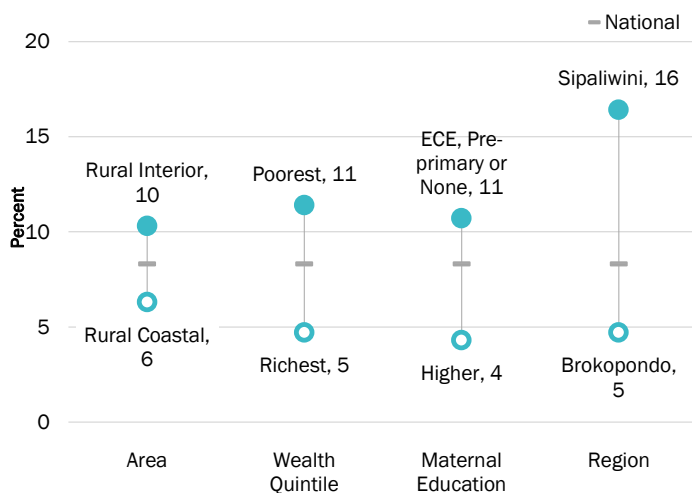 National
20
15
10
5
0
Percent
Rural Interior,
10
Rural Coastal,
6
Poorest, 11
Richest, 5
ECE, Pre-
primary or
None, 11
Higher, 4
Sipaliwini, 16
Brokopondo,
5
Area
Wealth
Quintile
Maternal
Education
Region